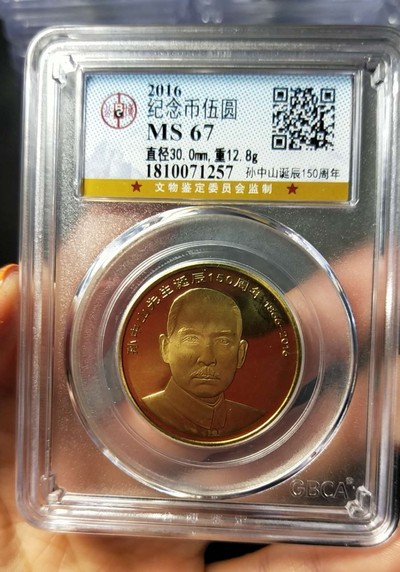 2016
纪念币伍圆
MS 67
直径30.0mm,重12.8g
1810071257 孙中山诞辰150周年
★ 文物鉴定委员会监制 ★
孙中山先生诞辰150周年 1866-2016
GBCA